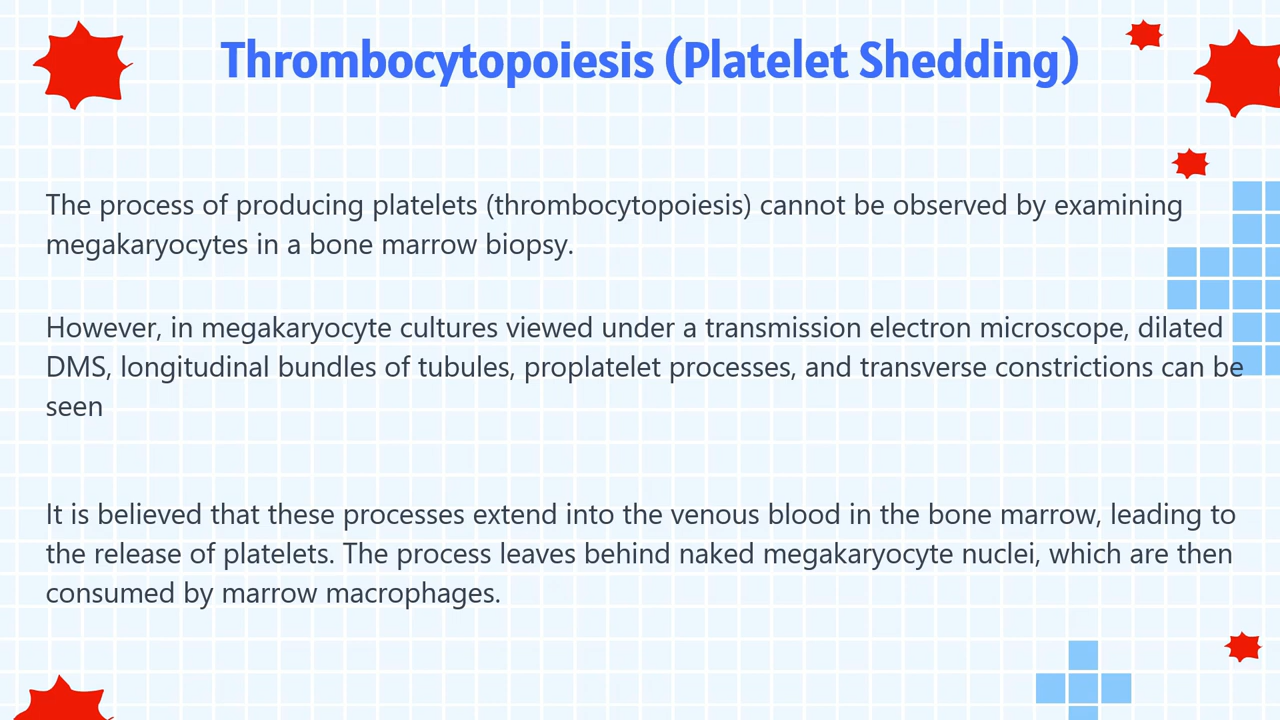 Thrombocytopoiesis (Platelet Shedding)
The process of producing platelets (thrombocytopoiesis) cannot be observed by examining
megakaryocytes in a bone marrow biopsy.
However, in megakaryocyte cultures viewed under a transmission electron microscope, dilated
DMS, longitudinal bundles of tubules, proplatelet processes, and transverse constrictions can be
seen
It is believed that these processes extend into the venous blood in the bone marrow, leading to
the release of platelets. The process leaves behind naked megakaryocyte nuclei, which are then
consumed by marrow macrophages.